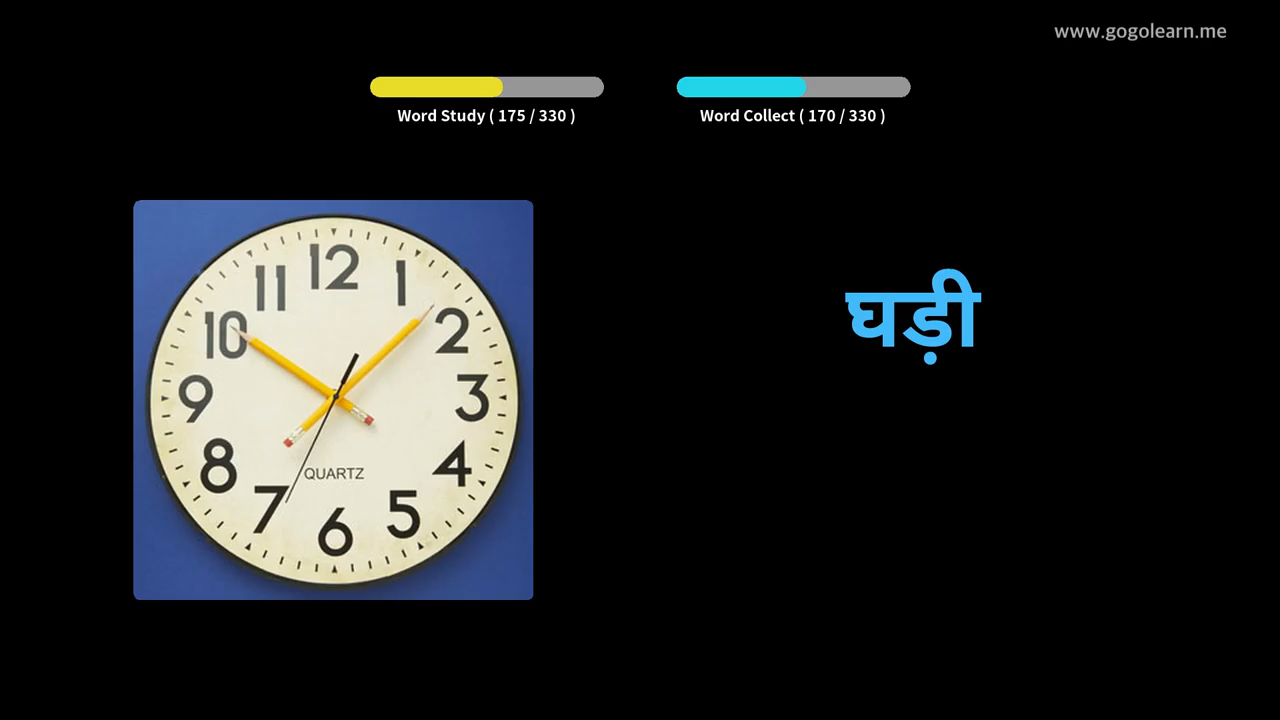 www.gogolearn.me
Word Study ( 175 / 330 )
Word Collect ( 170 / 330 )
12
11
1
10
2
9
3
8
4
7
5
6
QUARTZ
घड़ी